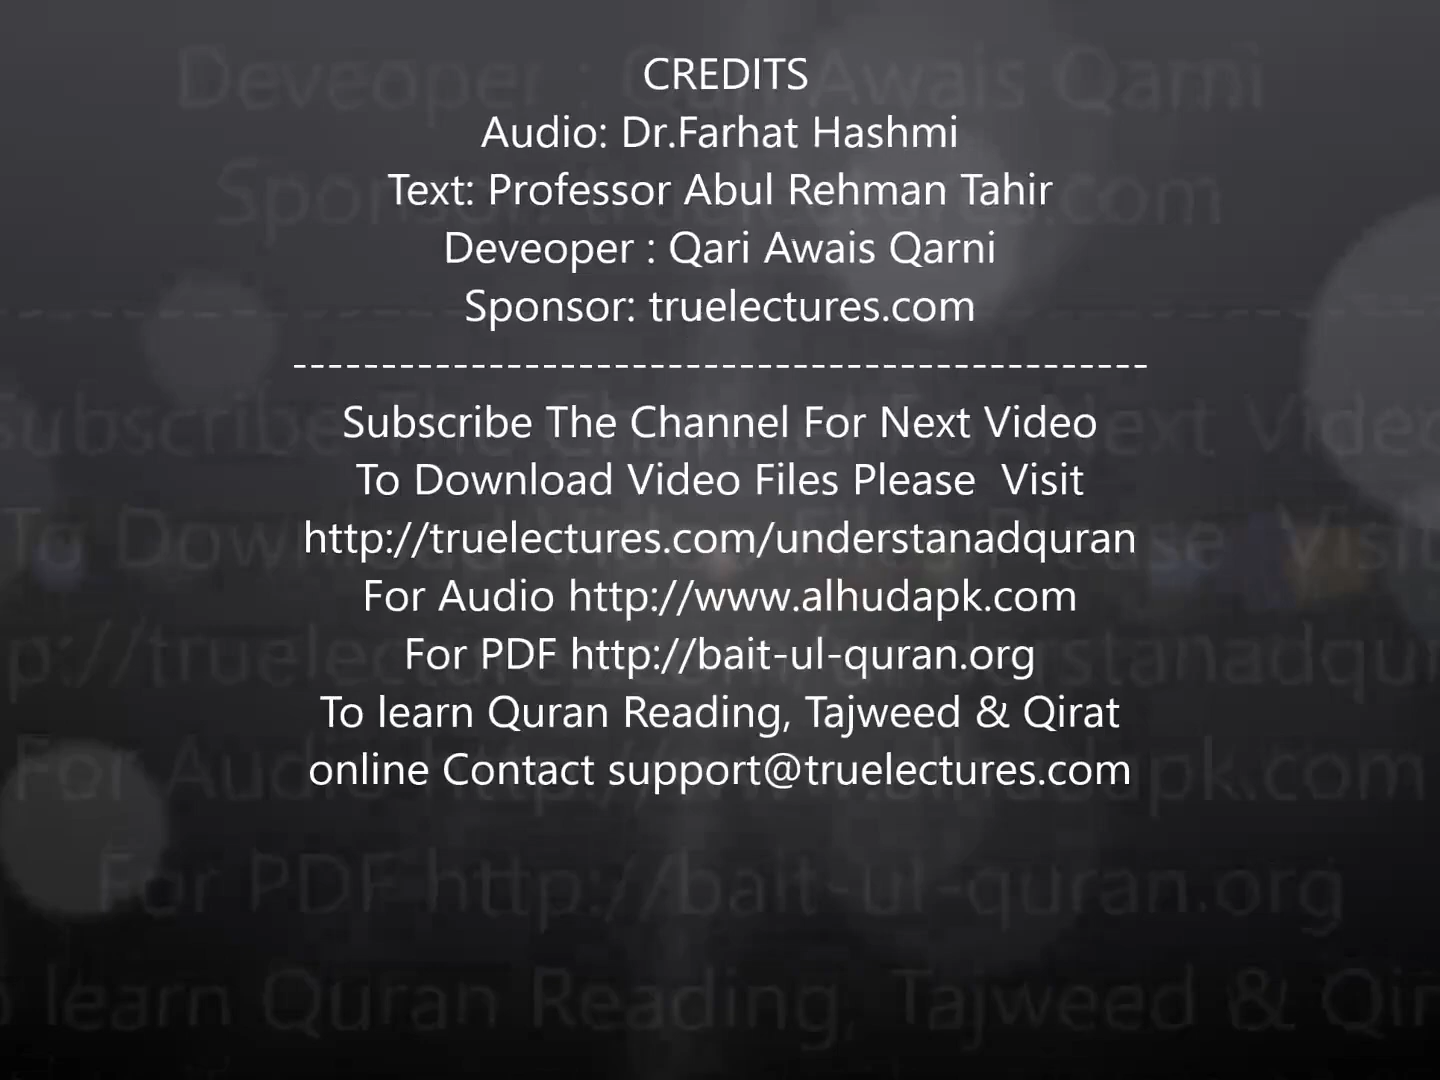 CREDITS
Audio: Dr.Farhat Hashmi
Text: Professor Abul Rehman Tahir
Deveoper : Qari Awais Qarni
Sponsor: truelectures.com
------------------------------------------------
Subscribe The Channel For Next Video
To Download Video Files Please  Visit
http://truelectures.com/understanadquran
For Audio http://www.alhudapk.com
For PDF http://bait-ul-quran.org
To learn Quran Reading, Tajweed & Qirat
online Contact support@truelectures.com